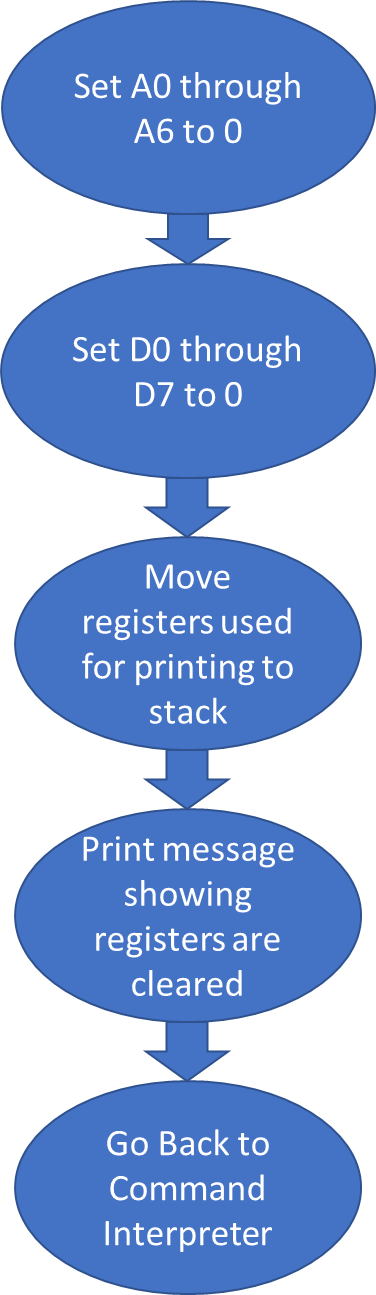 Set A0 through
A6 to 0
Set D0 through
D7 to 0
Move
registers used
for printing to
stack
Print message
showing
registers are
cleared
Go Back to
Command
Interpreter